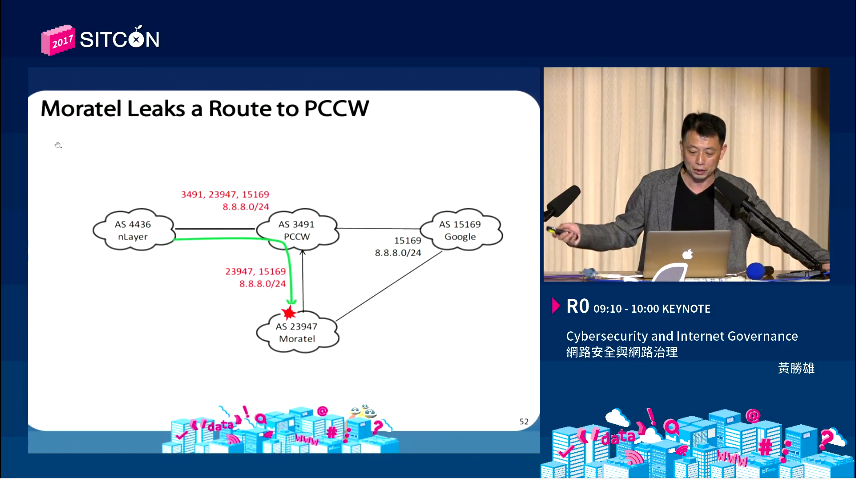 2017 SITCON
Moratel Leaks a Route to PCCW
3491, 23947, 15169
8.8.8.0/24
AS 4436
nLayer
AS 3491
PCCW
AS 15169
Google
15169
8.8.8.0/24
23947, 15169
8.8.8.0/24
AS 23947
Moratel
data
!
@
@
#
?
52
R0 09:10 - 10:00 KEYNOTE
Cybersecurity and Internet Governance
網路安全與網路治理
黃勝雄
data
!
@
@
#
?